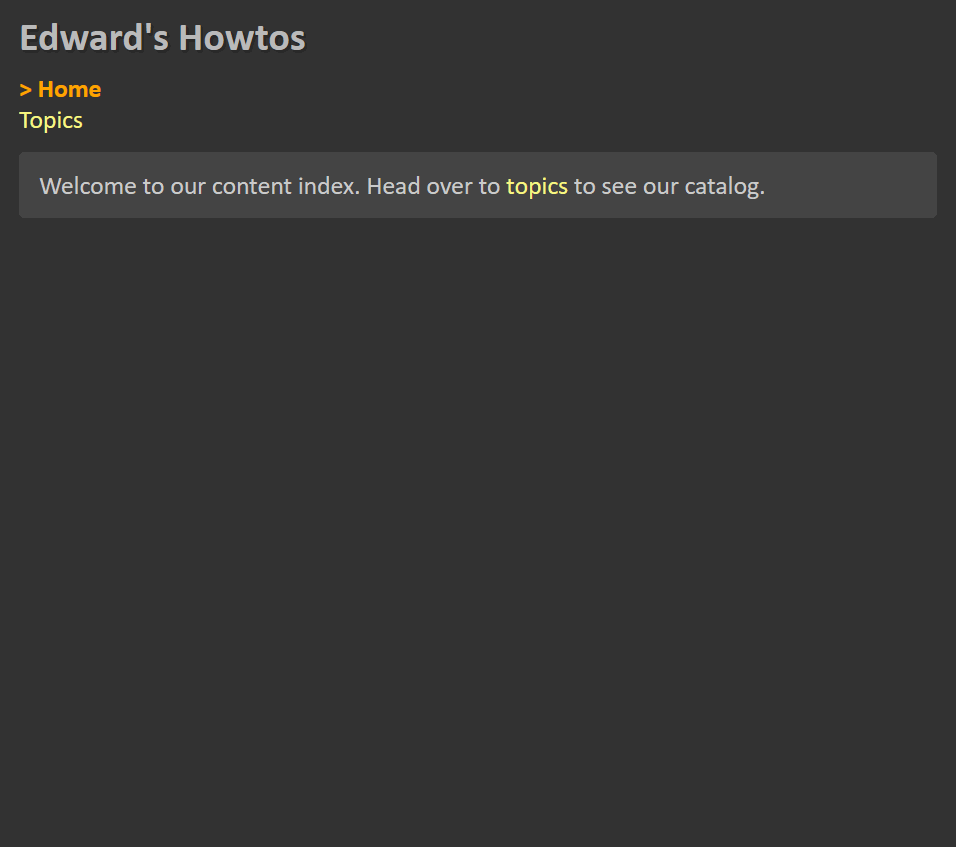 Edward's Howtos
> Home
Topics
Welcome to our content index. Head over to topics to see our catalog.